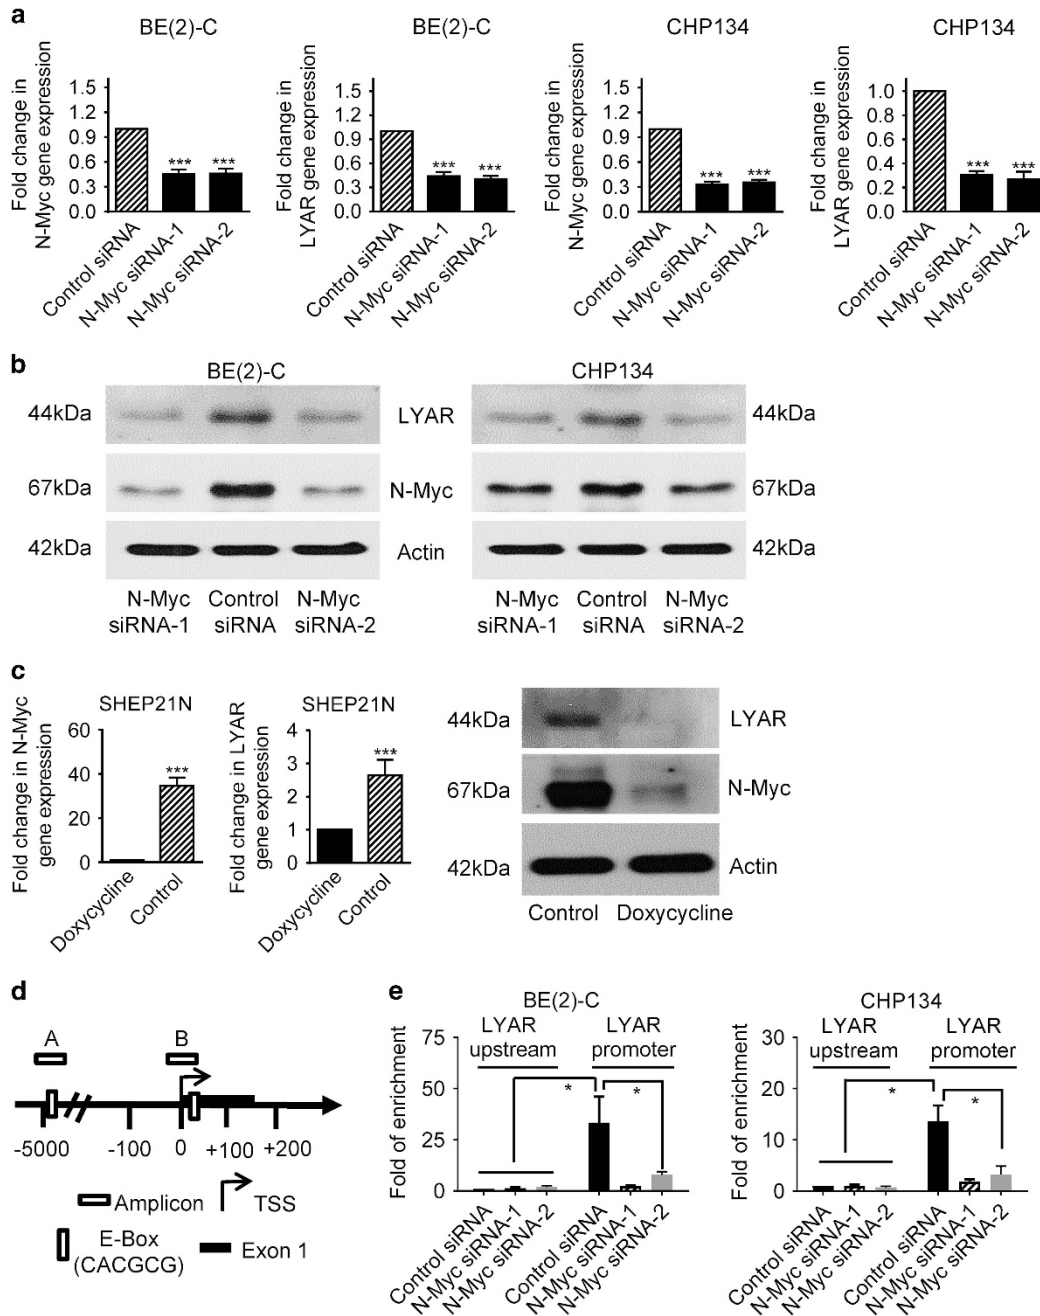 a
BE(2)-C
Fold change in
N-Myc gene expression
1.5
1.2
0.9
0.6
0.3
0.0
***
***
Control siRNA
N-Myc siRNA-1
N-Myc siRNA-2
BE(2)-C
Fold change in
LYAR gene expression
1.5
1.2
0.9
0.6
0.3
0.0
***
***
Control siRNA
N-Myc siRNA-1
N-Myc siRNA-2
CHP134
Fold change in
N-Myc gene expression
1.5
1.2
0.9
0.6
0.3
0.0
***
***
Control siRNA
N-Myc siRNA-1
N-Myc siRNA-2
CHP134
Fold change in
LYAR gene expression
1.0
0.8
0.6
0.4
0.2
0.0
***
***
Control siRNA
N-Myc siRNA-1
N-Myc siRNA-2
b
BE(2)-C
CHP134
44kDa
LYAR
44kDa
67kDa
N-Myc
67kDa
42kDa
Actin
42kDa
N-Myc
siRNA-1
Control
siRNA
N-Myc
siRNA-2
N-Myc
siRNA-1
Control
siRNA
N-Myc
siRNA-2
c
SHEP21N
Fold change in N-Myc
gene expression
60
40
20
0
***
Doxycycline
Control
SHEP21N
Fold change in LYAR
gene expression
4
3
2
1
0
***
Doxycycline
Control
44kDa
LYAR
67kDa
N-Myc
42kDa
Actin
Control
Doxycycline
d
A
B
-5000
-100
0
+100
+200
Amplicon
TSS
E-Box
(CACGCG)
Exon 1
e
BE(2)-C
Fold of enrichment
75
50
25
0
LYAR
upstream
LYAR
promoter
*
*
Control siRNA
N-Myc siRNA-1
N-Myc siRNA-2
Control siRNA
N-Myc siRNA-1
N-Myc siRNA-2
CHP134
Fold of enrichment
30
20
10
0
LYAR
upstream
LYAR
promoter
*
*
Control siRNA
N-Myc siRNA-1
N-Myc siRNA-2
Control siRNA
N-Myc siRNA-1
N-Myc siRNA-2